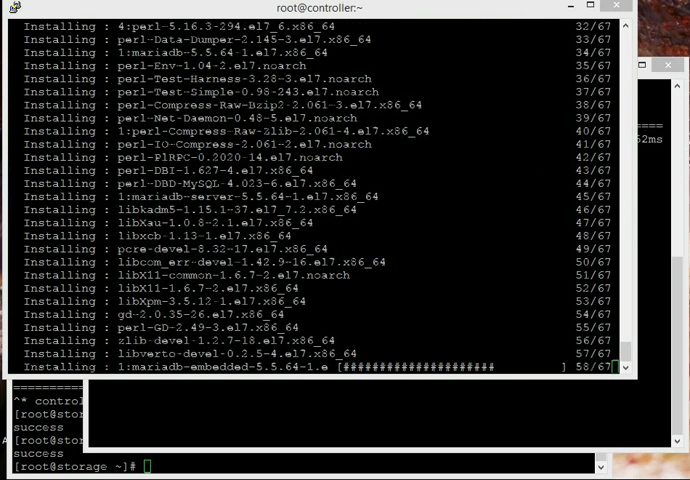 root@controller:~
Installing : 4:perl-5.16.3-294.el7_6.x86_64 32/67
Installing : perl-Data-Dumper-2.145-3.el7.x86_64 33/67
Installing : 1:mariadb-5.5.64-1.el7.x86_64 34/67
Installing : perl-Env-1.04-2.el7.noarch 35/67
Installing : perl-Test-Harness-3.28-3.el7.noarch 36/67
Installing : perl-Test-Simple-0.98-243.el7.noarch 37/67
Installing : perl-Compress-Raw-Bzip2-2.061-3.el7.x86_64 38/67
Installing : perl-Net-Daemon-0.48-5.el7.noarch 39/67
Installing : 1:perl-Compress-Raw-Zlib-2.061-4.el7.x86_64 40/67
Installing : perl-IO-Compress-2.061-2.el7.noarch 41/67
Installing : perl-PlRPC-0.2020-14.el7.noarch 42/67
Installing : perl-DBI-1.627-4.el7.x86_64 43/67
Installing : perl-DBD-MySQL-4.023-6.el7.x86_64 44/67
Installing : 1:mariadb-server-5.5.64-1.el7.x86_64 45/67
Installing : libkadm5-1.15.1-37.el7_7.2.x86_64 46/67
Installing : libXau-1.0.8-2.1.el7.x86_64 47/67
Installing : libxcb-1.13-1.el7.x86_64 48/67
Installing : pcre-devel-8.32-17.el7.x86_64 49/67
Installing : libcom_err-devel-1.42.9-16.el7.x86_64 50/67
Installing : libX11-common-1.6.7-2.el7.noarch 51/67
Installing : libX11-1.6.7-2.el7.x86_64 52/67
Installing : libXpm-3.5.12-1.el7.x86_64 53/67
Installing : gd-2.0.35-26.el7.x86_64 54/67
Installing : perl-GD-2.49-3.el7.x86_64 55/67
Installing : zlib-devel-1.2.7-18.el7.x86_64 56/67
Installing : libverto-devel-0.2.5-4.el7.x86_64 57/67
Installing : 1:mariadb-embedded-5.5.64-1.e [##################### ] 58/67
=====
52ms
==========
^* control
[root@stor
success
[root@stor
success
[root@storage ~]#